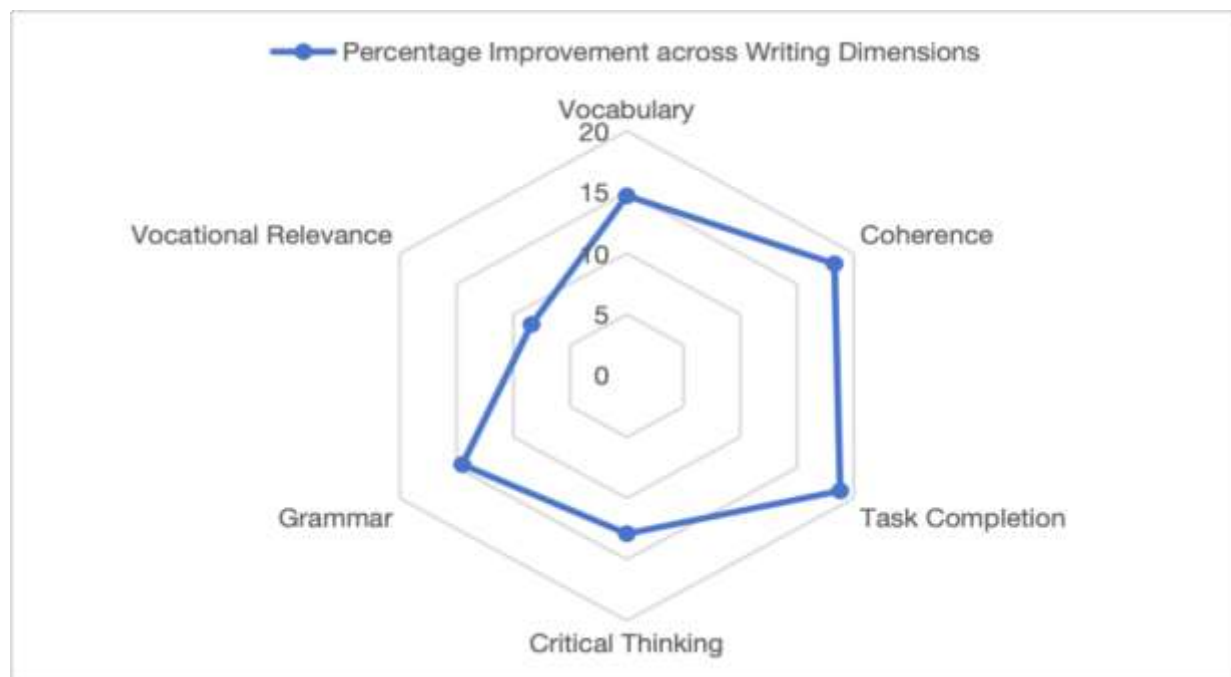 Percentage Improvement across Writing Dimensions
Vocabulary
20
15
10
5
0
Coherence
Vocational Relevance
Grammar
Task Completion
Critical Thinking